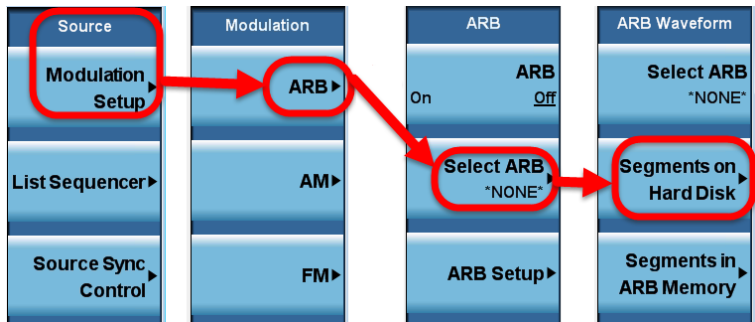 Source
Modulation
Setup
List Sequencer
Source Sync
Control
Modulation
ARB
AM
FM
ARB
ARB
On Off
Select ARB
*NONE*
ARB Setup
ARB Waveform
Select ARB
*NONE*
Segments on
Hard Disk
Segments in
ARB Memory